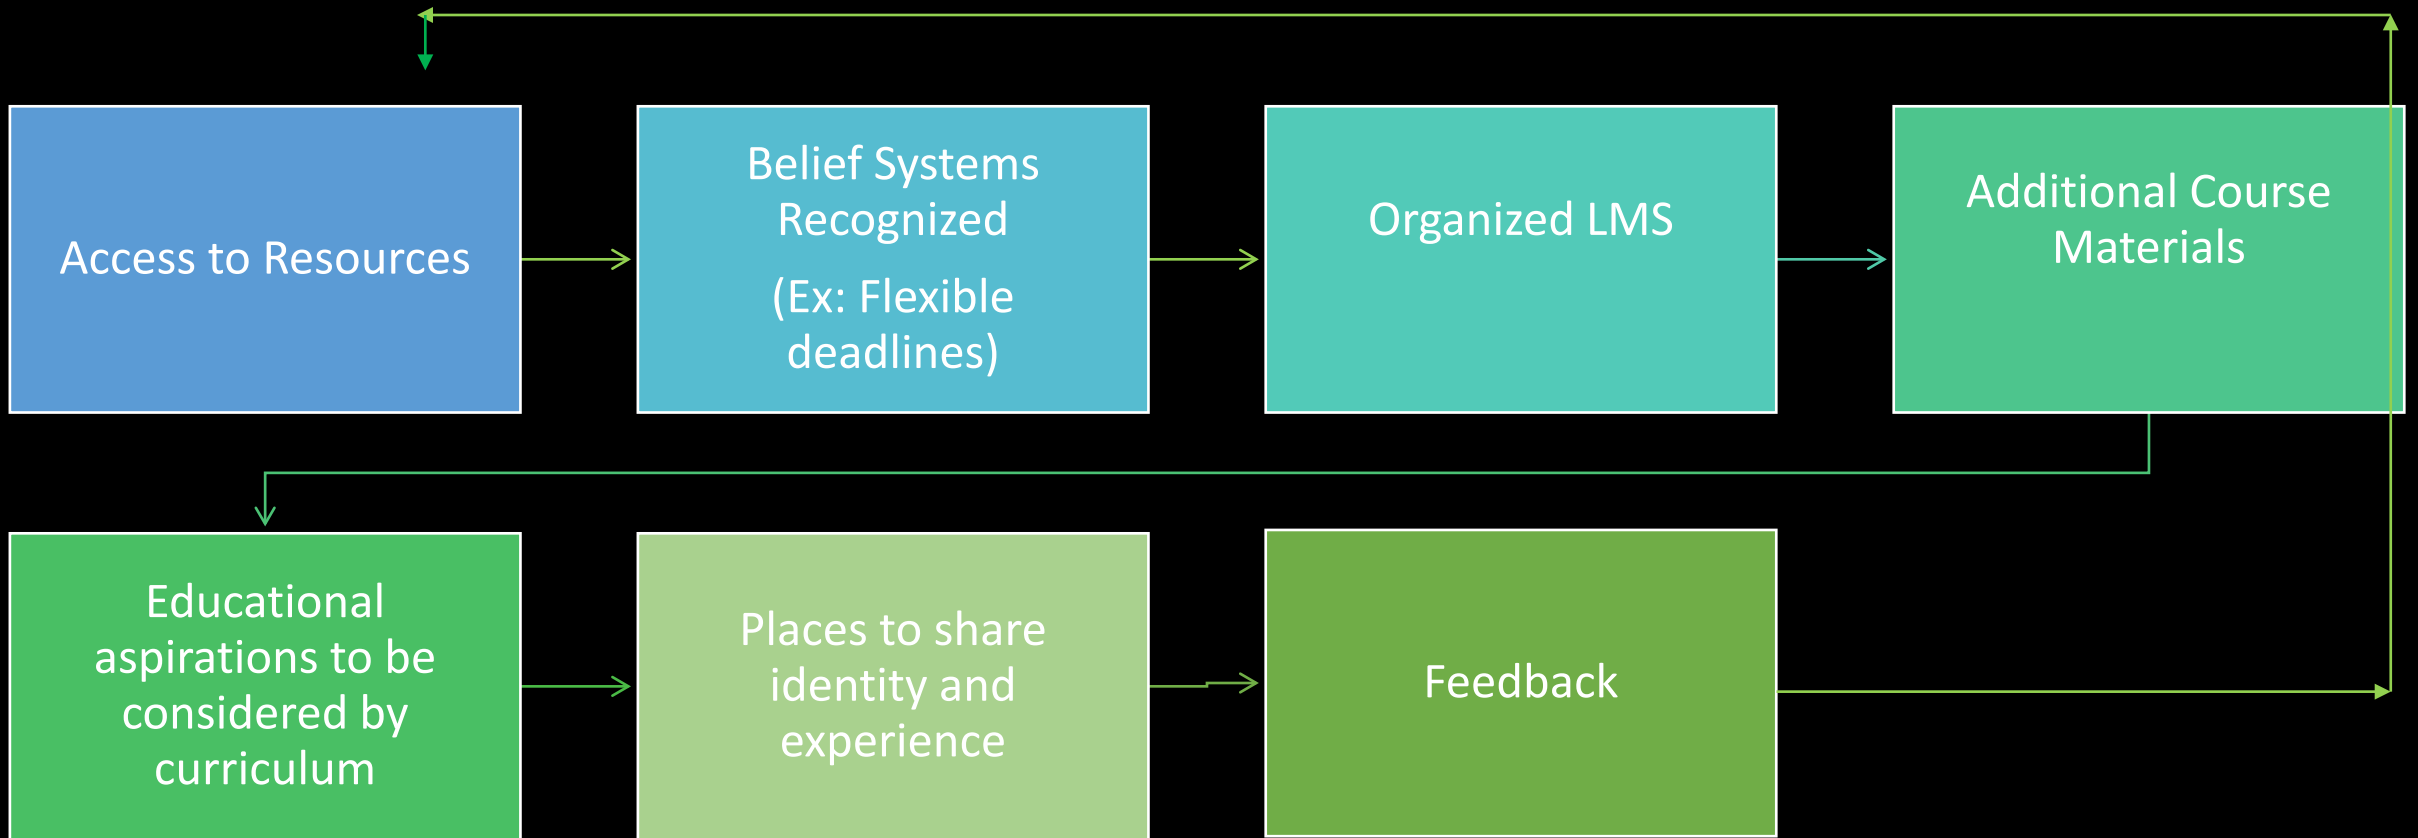 Access to Resources
Belief Systems
Recognized
(Ex: Flexible
deadlines)
Organized LMS
Additional Course
Materials
Educational
aspirations to be
considered by
curriculum
Places to share
identity and
experience
Feedback